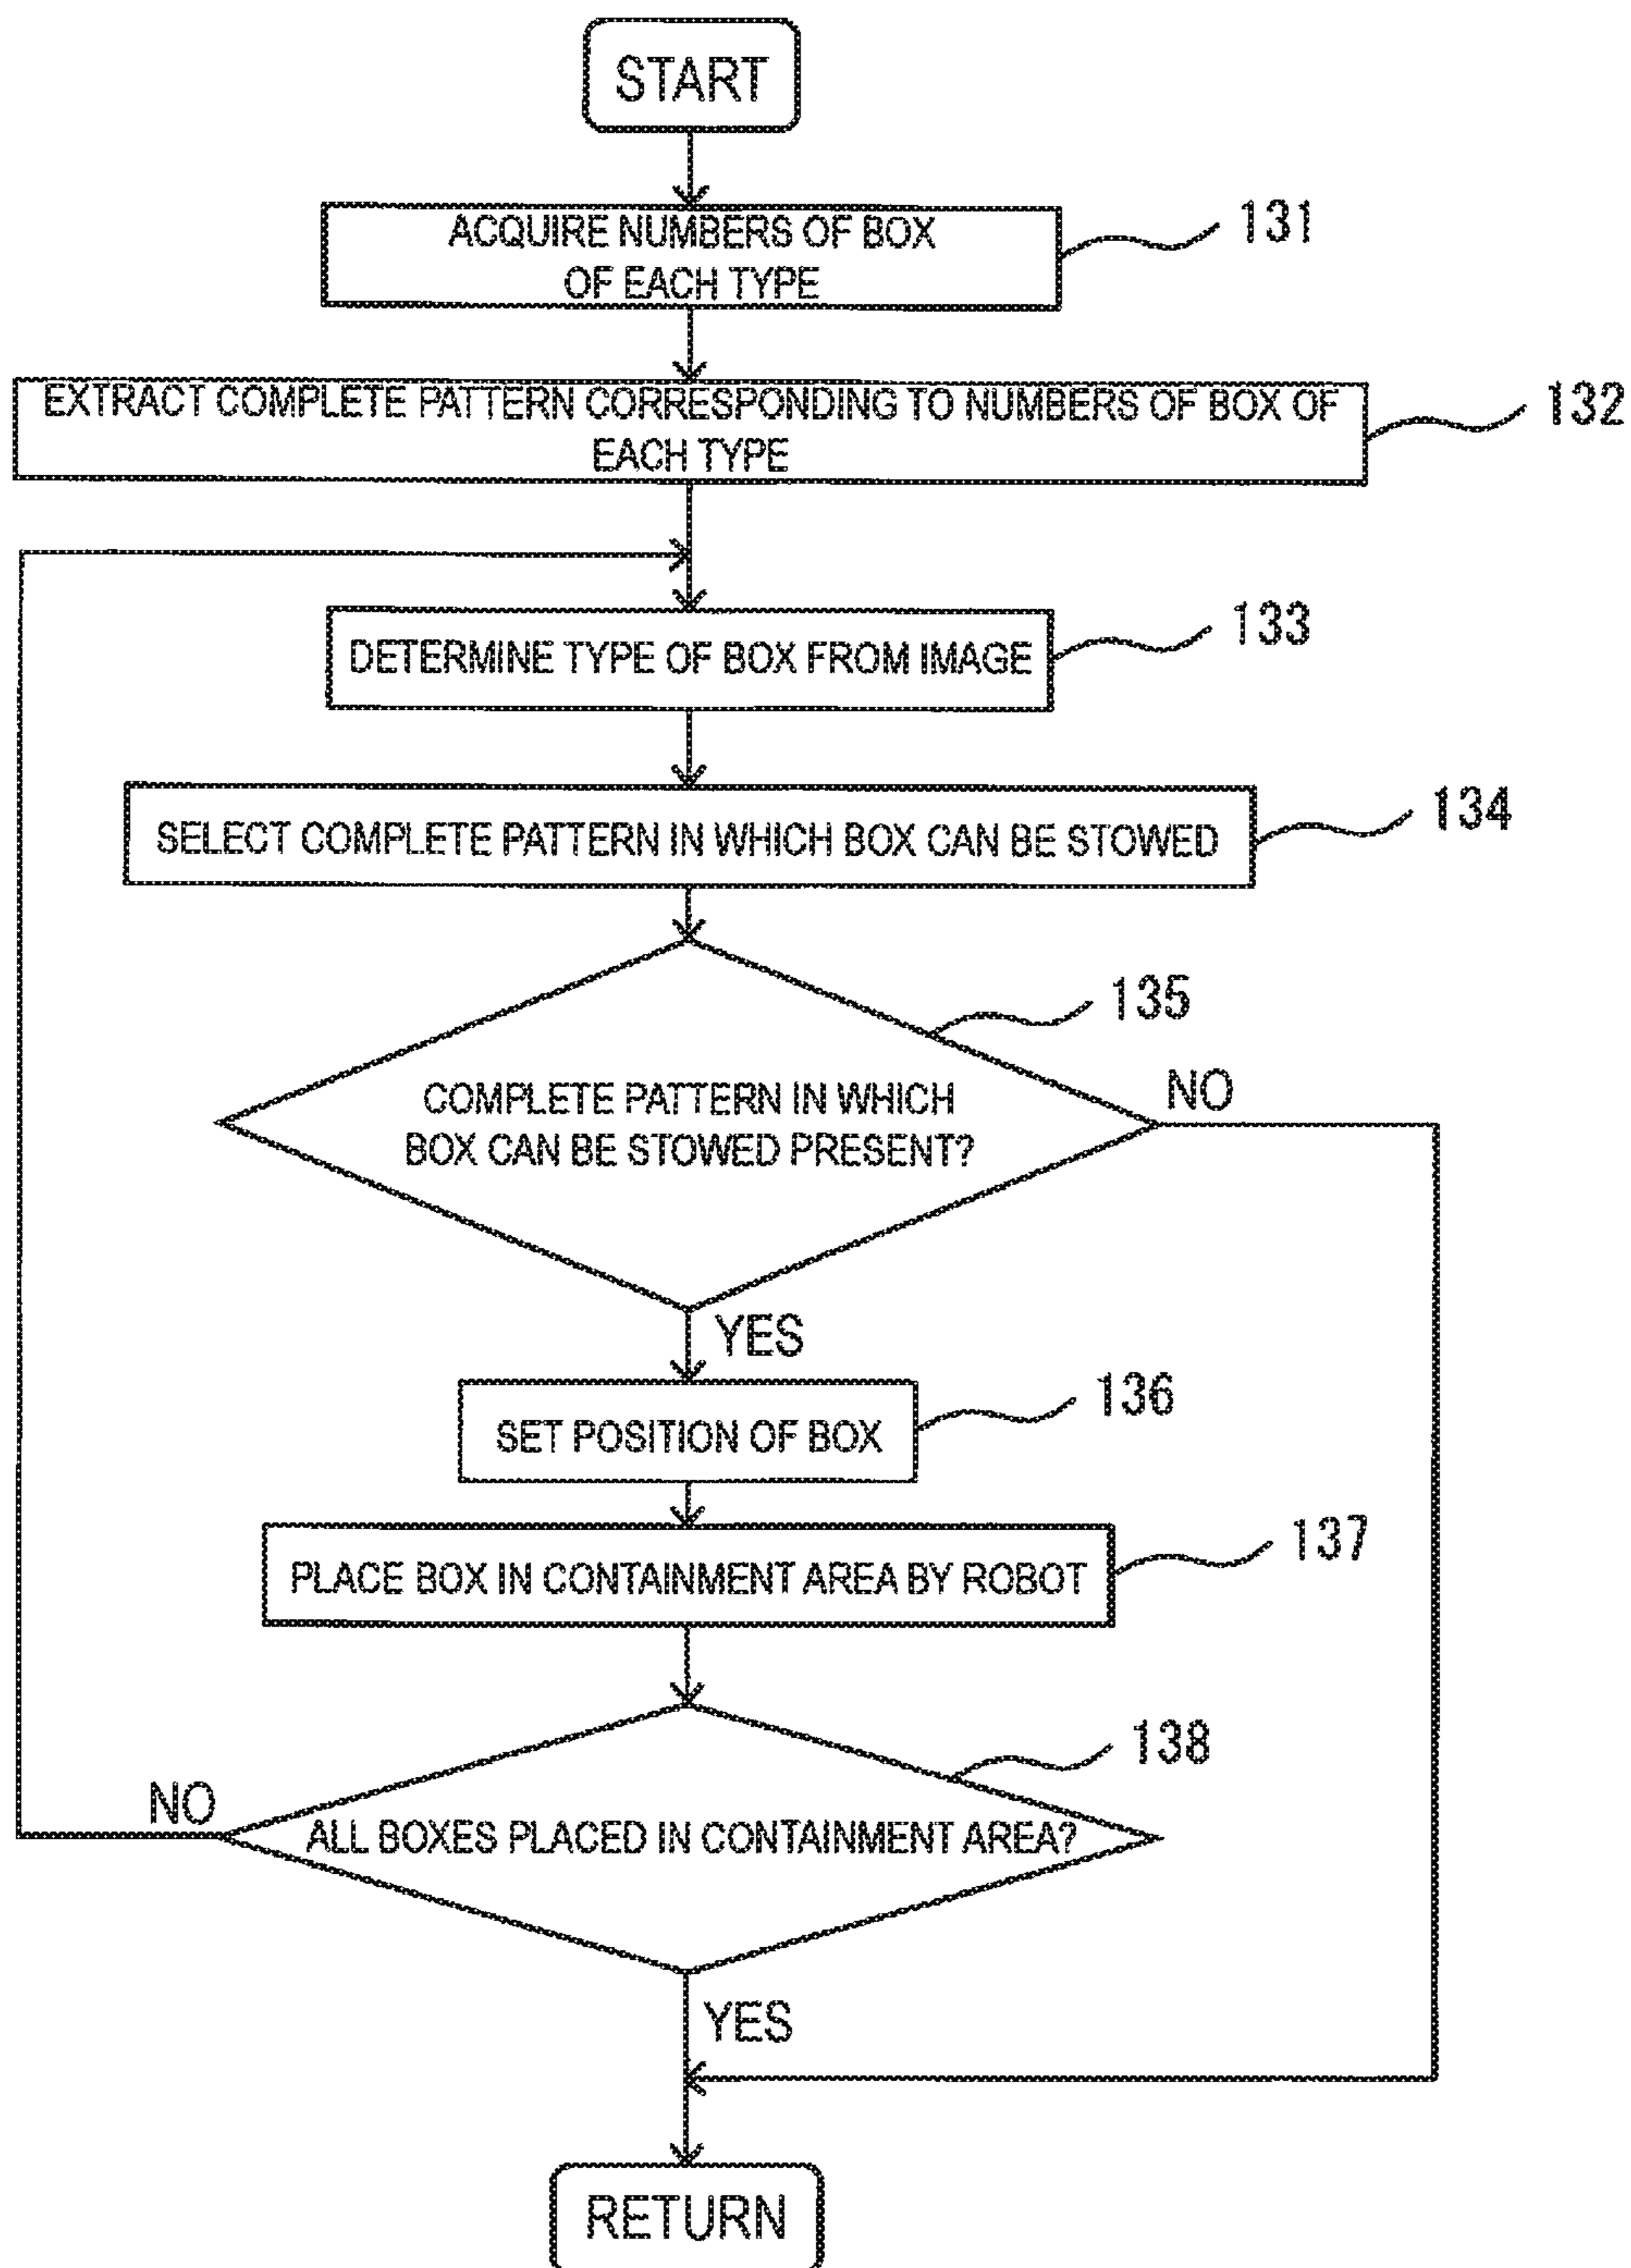 START
ACQUIRE NUMBERS OF BOX
OF EACH TYPE
131
EXTRACT COMPLETE PATTERN CORRESPONDING TO NUMBERS OF BOX OF
EACH TYPE
132
DETERMINE TYPE OF BOX FROM IMAGE
133
SELECT COMPLETE PATTERN IN WHICH BOX CAN BE STOWED
134
135
COMPLETE PATTERN IN WHICH
BOX CAN BE STOWED PRESENT?
NO
YES
SET POSITION OF BOX
136
PLACE BOX IN CONTAINMENT AREA BY ROBOT
137
138
NO
ALL BOXES PLACED IN CONTAINMENT AREA?
YES
RETURN